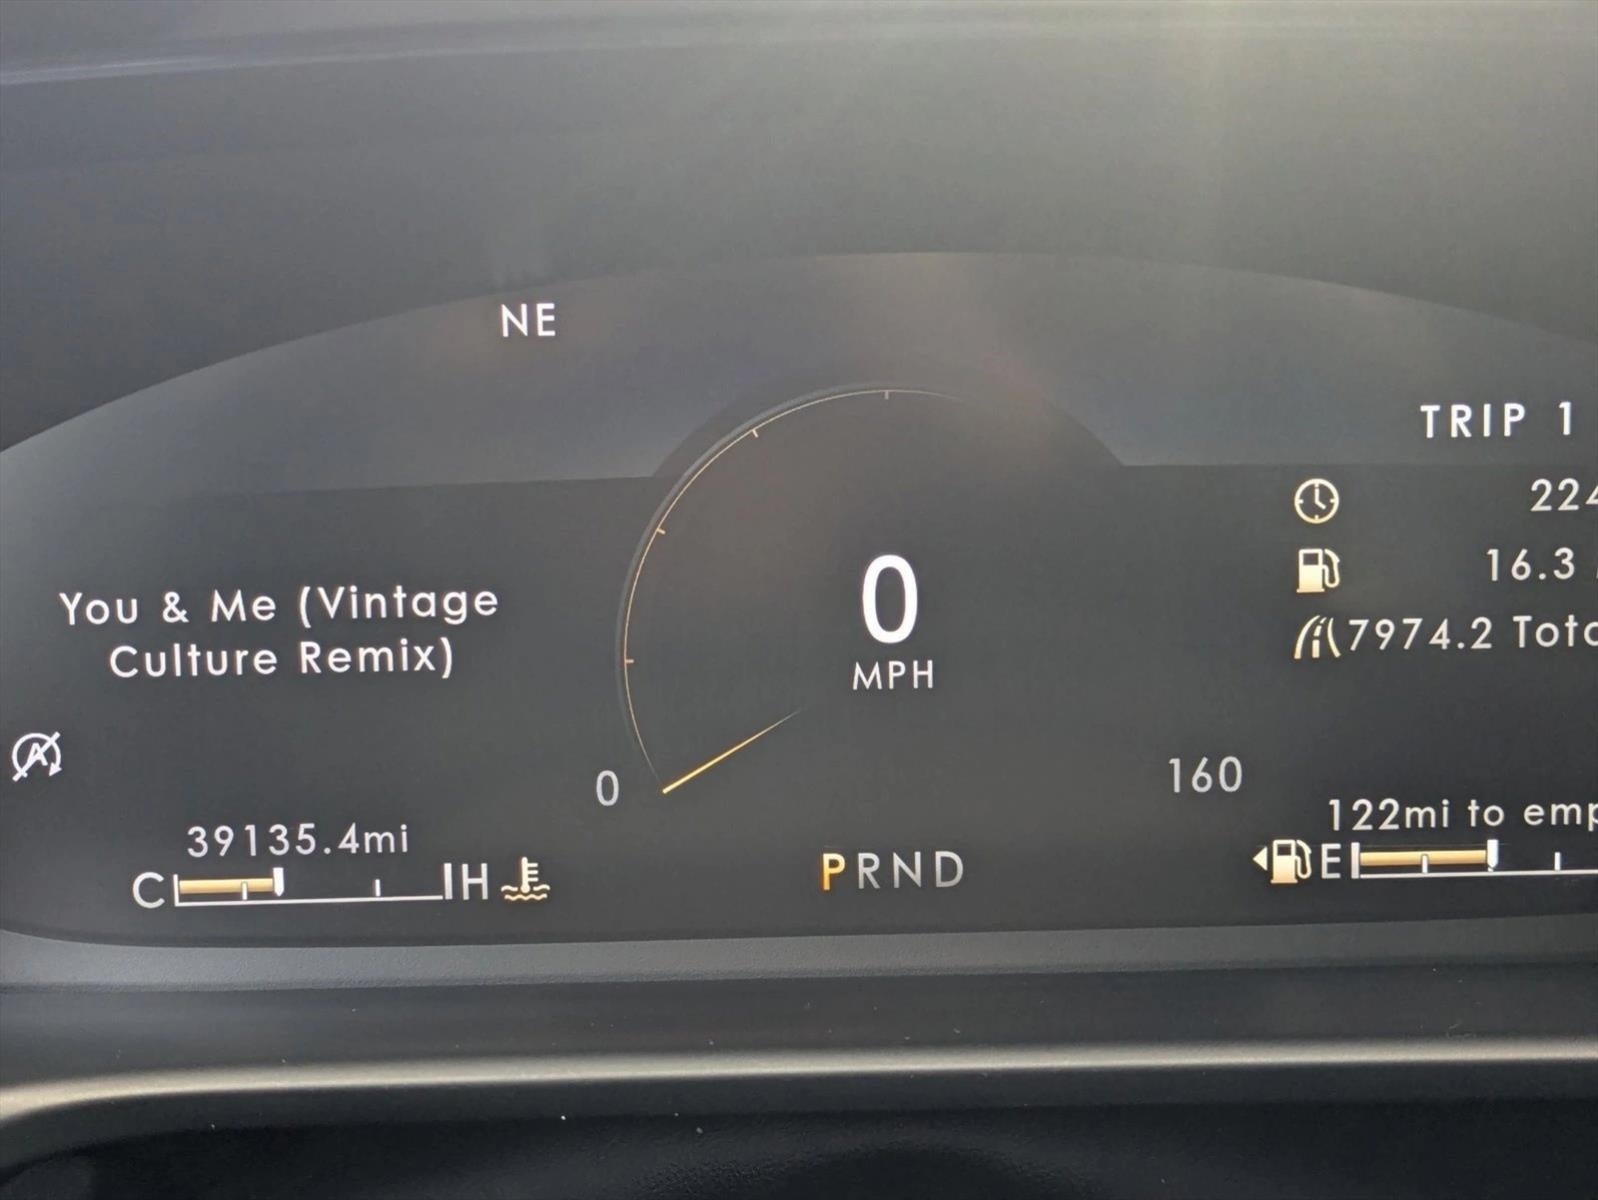 NE
TRIP 1
224
16.3
7974.2
You & Me (Vintage
Culture Remix)
0
MPH
A
0
160
39135.4mi
122mi to
C H
PRND
E